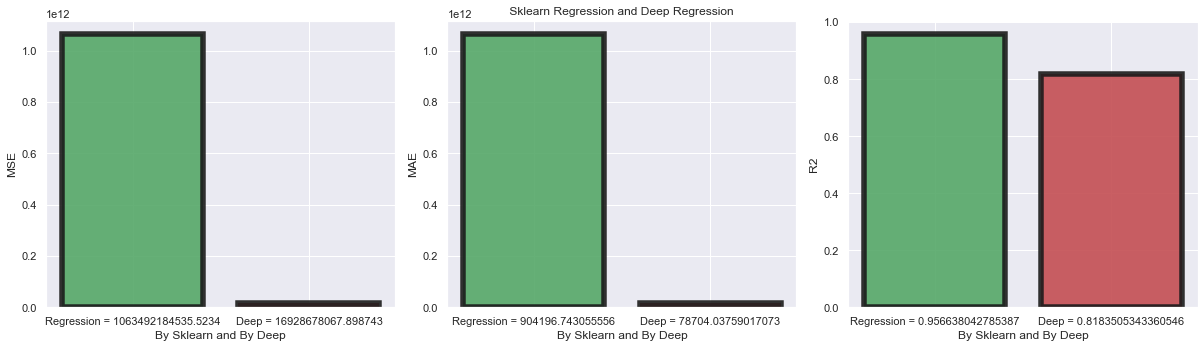 1e12
MSE
1.0
0.8
0.6
0.4
0.2
0.0
Regression = 1063492184535.5234 Deep = 16928678067.898743
By Sklearn and By Deep
Sklearn Regression and Deep Regression
1e12
MAE
1.0
0.8
0.6
0.4
0.2
0.0
Regression = 904196.743055556 Deep = 78704.03759017073
By Sklearn and By Deep
R2
1.0
0.8
0.6
0.4
0.2
0.0
Regression = 0.956638042785387 Deep = 0.8183505343360546
By Sklearn and By Deep